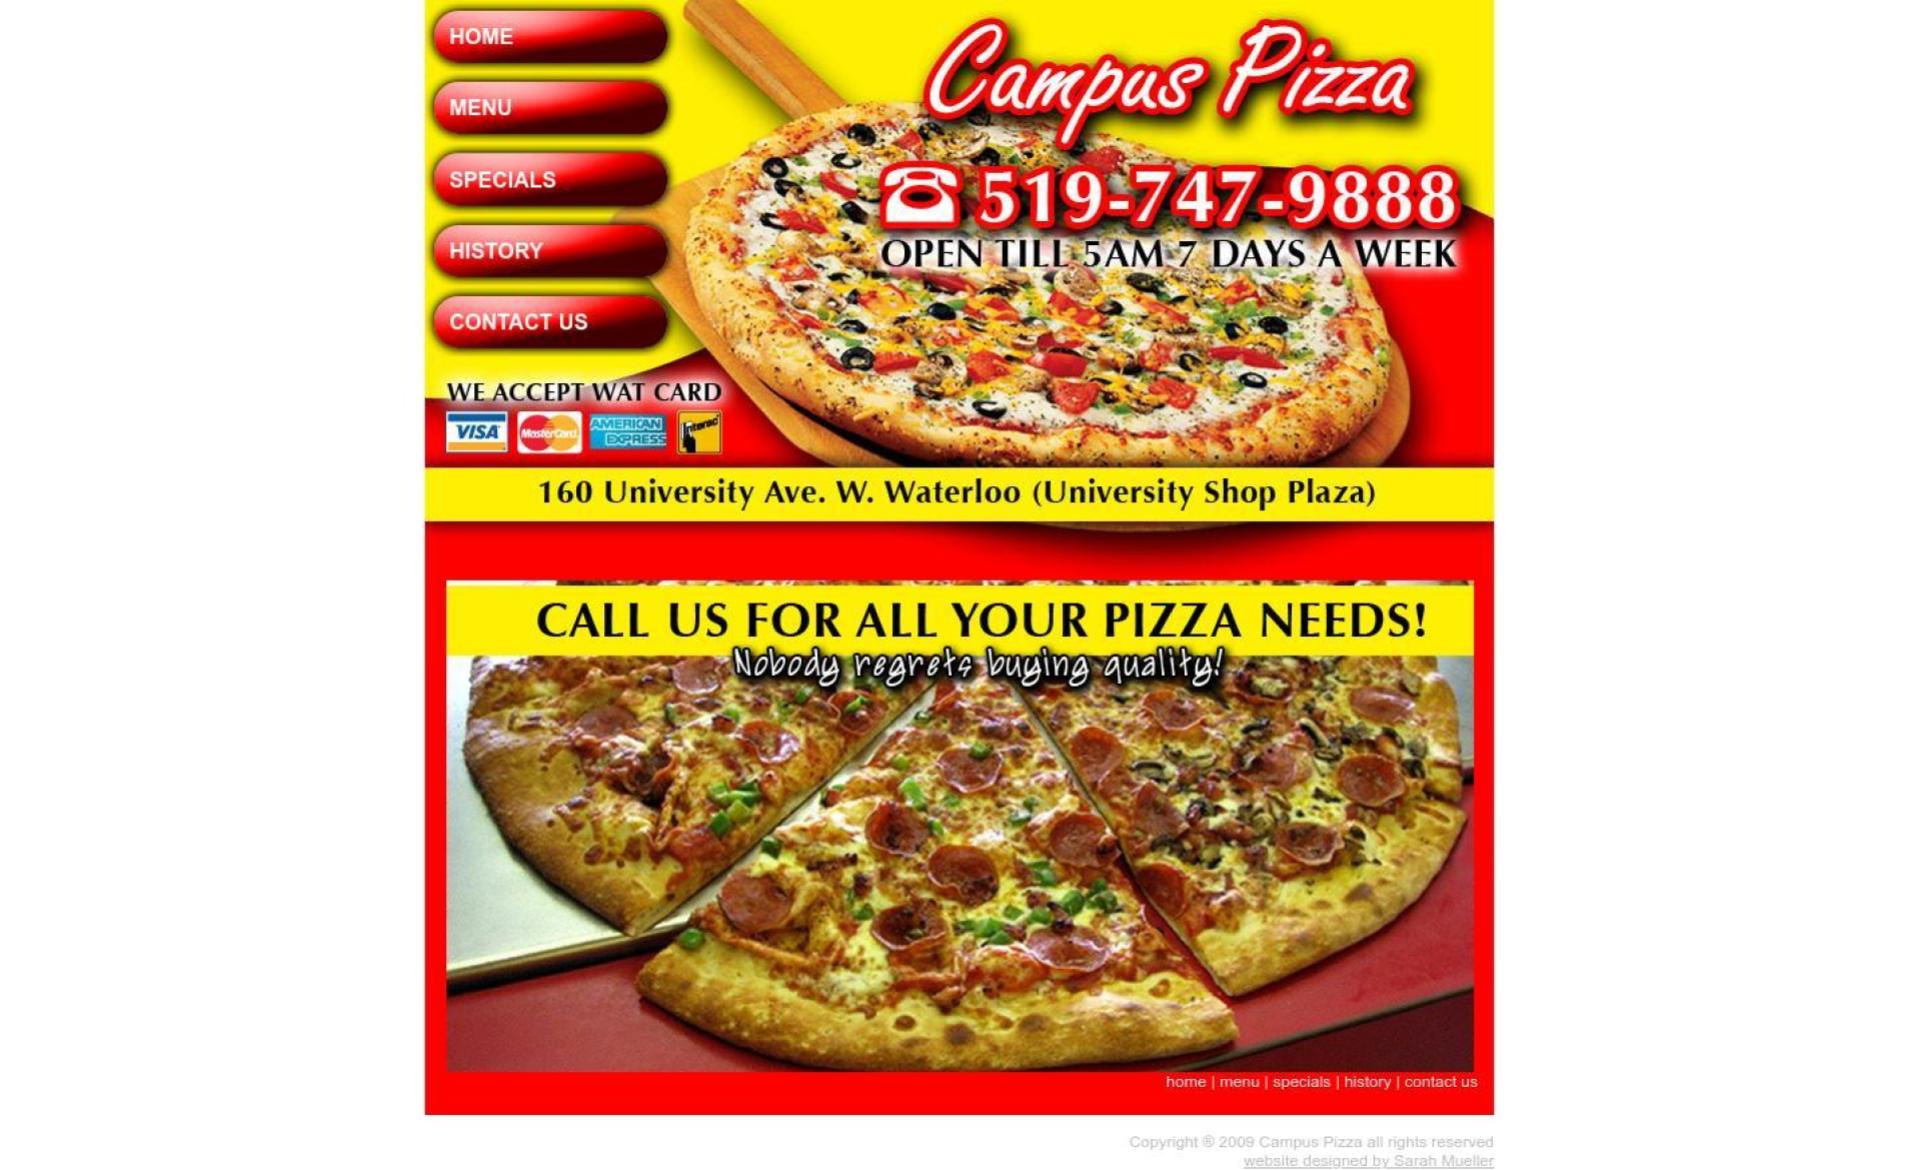 HOME
MENU
SPECIALS
HISTORY
CONTACT US
Campus Pizza
519-747-9888
OPEN TILL 5AM 7 DAYS A WEEK
WE ACCEPT WAT CARD
VISA
MasterCard
AMERICAN
EXPRESS
Interac
160 University Ave. W. Waterloo (University Shop Plaza)
CALL US FOR ALL YOUR PIZZA NEEDS!
Nobody regrets buying quality!
home | menu | specials | history | contact us
Copyright ® 2009 Campus Pizza all rights reserved
website designed by Sarah Mueller